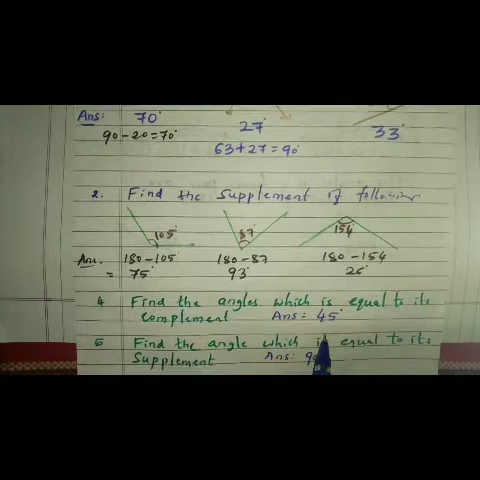 Ans: 70°
90-20=70°
27°
33°
63+27=90
2. Find the Supplement of following
105° 87° 154
Ans. 180-105 180-87 180-154
= 75° 93° 26°
4 Find the angles which is equal to its
complement Ans = 45°
5 Find the angle which is equal to its
Supplement Ans: 90